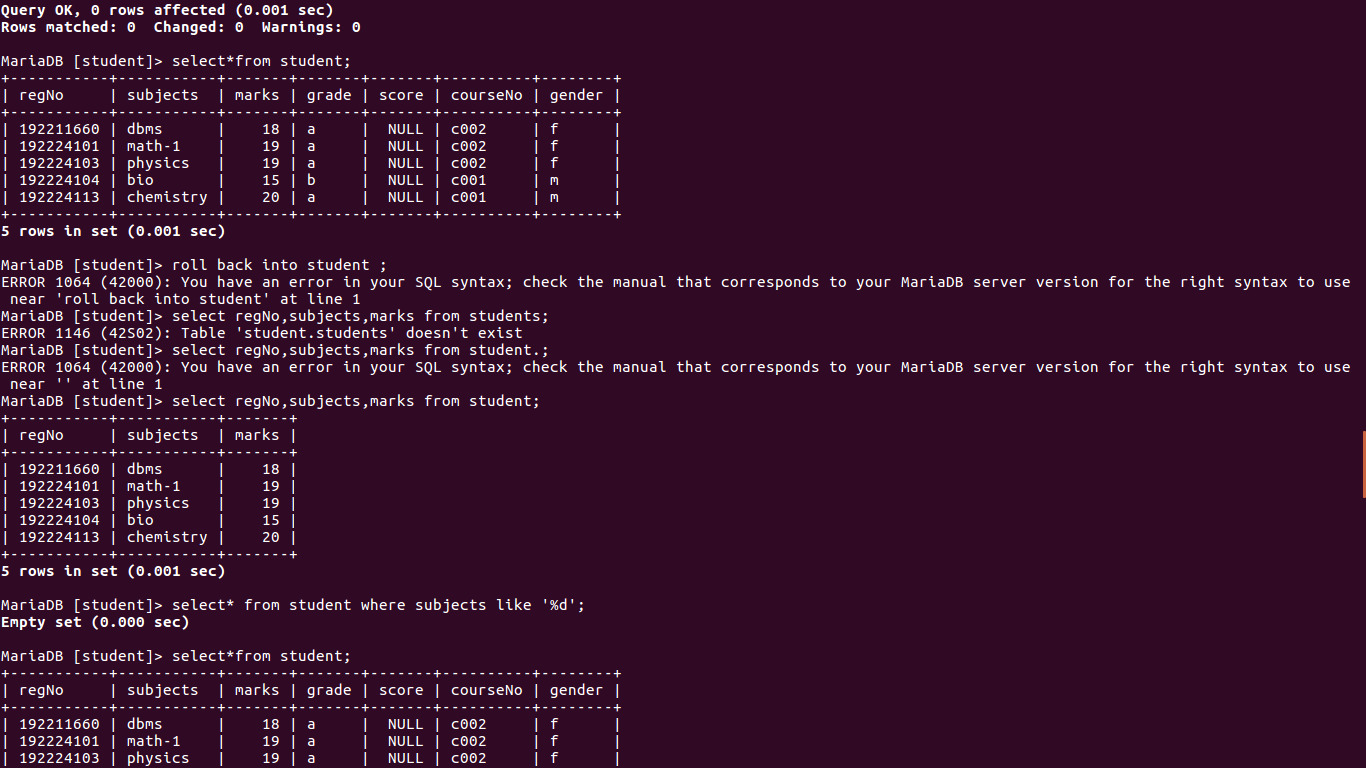 Query OK, 0 rows affected (0.001 sec)
Rows matched: 0  Changed: 0  Warnings: 0

MariaDB [student]> select*from student;
+-----------+-----------+-------+-------+-------+----------+--------+
| regNo     | subjects  | marks | grade | score | courseNo | gender |
+-----------+-----------+-------+-------+-------+----------+--------+
| 192211660 | dbms      |    18 | a     |  NULL | c002     | f      |
| 192224101 | math-1    |    19 | a     |  NULL | c002     | f      |
| 192224103 | physics   |    19 | a     |  NULL | c002     | f      |
| 192224104 | bio       |    15 | b     |  NULL | c001     | m      |
| 192224113 | chemistry |    20 | a     |  NULL | c001     | m      |
+-----------+-----------+-------+-------+-------+----------+--------+
5 rows in set (0.001 sec)

MariaDB [student]> roll back into student ;
ERROR 1064 (42000): You have an error in your SQL syntax; check the manual that corresponds to your MariaDB server version for the right syntax to use
 near 'roll back into student' at line 1
MariaDB [student]> select regNo,subjects,marks from students;
ERROR 1146 (42S02): Table 'student.students' doesn't exist
MariaDB [student]> select regNo,subjects,marks from student.;
ERROR 1064 (42000): You have an error in your SQL syntax; check the manual that corresponds to your MariaDB server version for the right syntax to use
 near '' at line 1
MariaDB [student]> select regNo,subjects,marks from student;
+-----------+-----------+-------+
| regNo     | subjects  | marks |
+-----------+-----------+-------+
| 192211660 | dbms      |    18 |
| 192224101 | math-1    |    19 |
| 192224103 | physics   |    19 |
| 192224104 | bio       |    15 |
| 192224113 | chemistry |    20 |
+-----------+-----------+-------+
5 rows in set (0.001 sec)

MariaDB [student]> select* from student where subjects like '%d';
Empty set (0.000 sec)

MariaDB [student]> select*from student;
+-----------+-----------+-------+-------+-------+----------+--------+
| regNo     | subjects  | marks | grade | score | courseNo | gender |
+-----------+-----------+-------+-------+-------+----------+--------+
| 192211660 | dbms      |    18 | a     |  NULL | c002     | f      |
| 192224101 | math-1    |    19 | a     |  NULL | c002     | f      |
| 192224103 | physics   |    19 | a     |  NULL | c002     | f      |